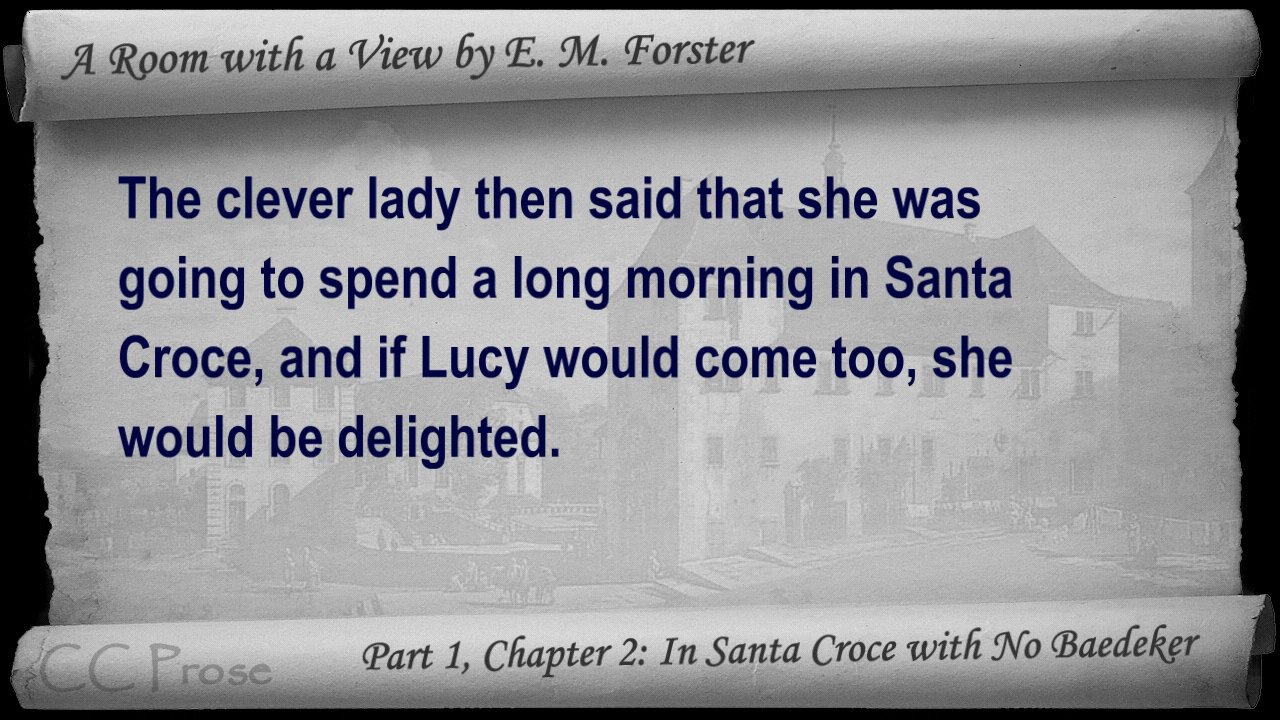 A Room with a View by E. M. Forster
The clever lady then said that she was
going to spend a long morning in Santa
Croce, and if Lucy would come too, she
would be delighted.
CC Prose
Part 1, Chapter 2: In Santa Croce with No Baedeker